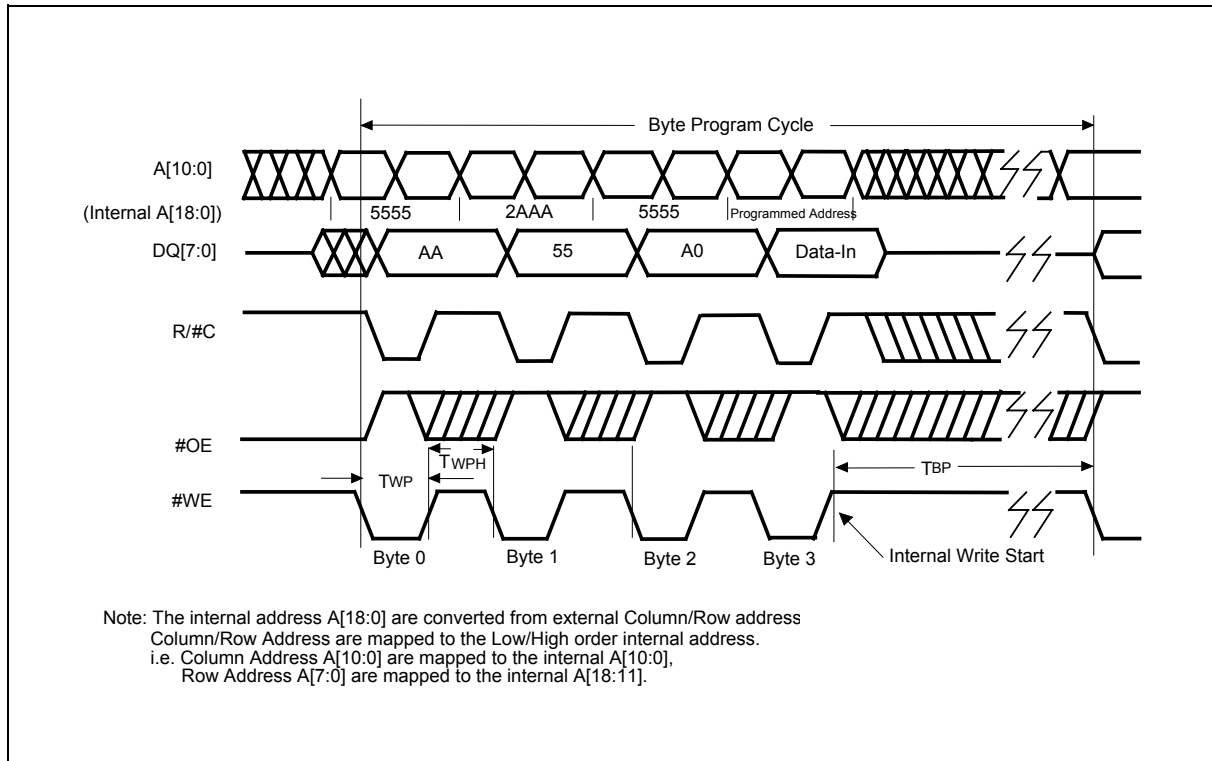 Byte Program Cycle
A[10:0]
(Internal A[18:0])
5555 2AAA 5555 Programmed Address
DQ[7:0]
AA 55 A0 Data-In
R/#C
#OE
TWP TWPH TBP
#WE
Byte 0 Byte 1 Byte 2 Byte 3 Internal Write Start
Note: The internal address A[18:0] are converted from external Column/Row address
Column/Row Address are mapped to the Low/High order internal address.
i.e. Column Address A[10:0] are mapped to the internal A[10:0],
Row Address A[7:0] are mapped to the internal A[18:11].